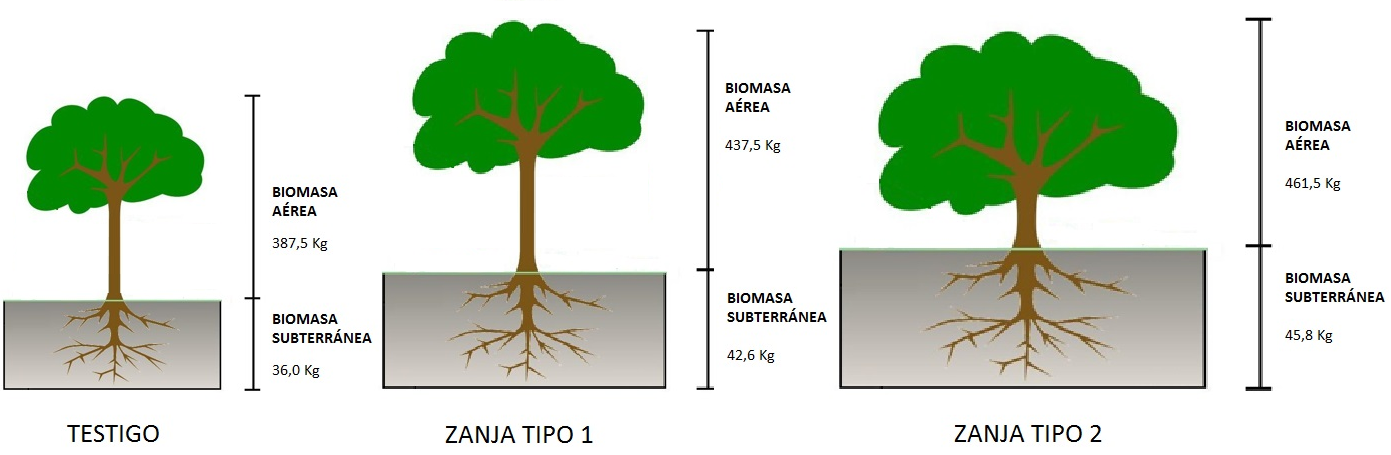 BIOMASA
AÉREA
387,5 Kg
BIOMASA
SUBTERRÁNEA
36,0 Kg
TESTIGO
BIOMASA
AÉREA
437,5 Kg
BIOMASA
SUBTERRÁNEA
42,6 Kg
ZANJA TIPO 1
BIOMASA
AÉREA
461,5 Kg
BIOMASA
SUBTERRÁNEA
45,8 Kg
ZANJA TIPO 2